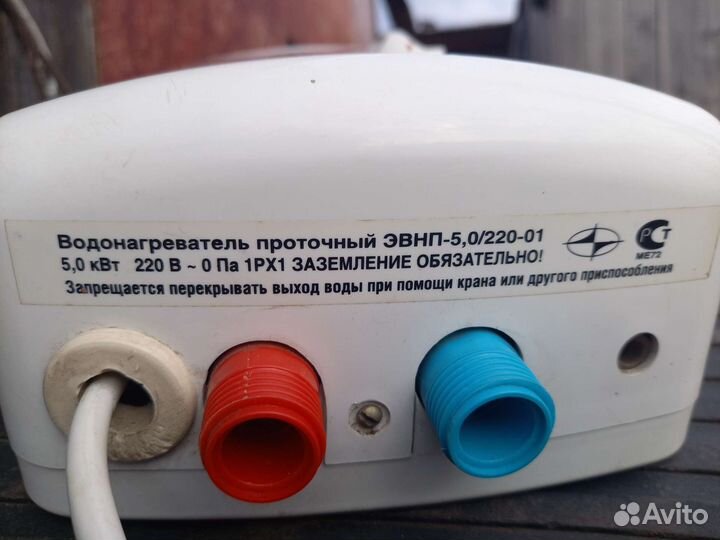 Водонагреватель проточный ЭВНП-5,0/220-01
5,0 кВт 220 В ~ 0 Па 1РХ1 ЗАЗЕМЛЕНИЕ ОБЯЗАТЕЛЬНО!
Запрещается перекрывать выход воды при помощи крана или другого приспособления
РСТ
МЕ72
Avito